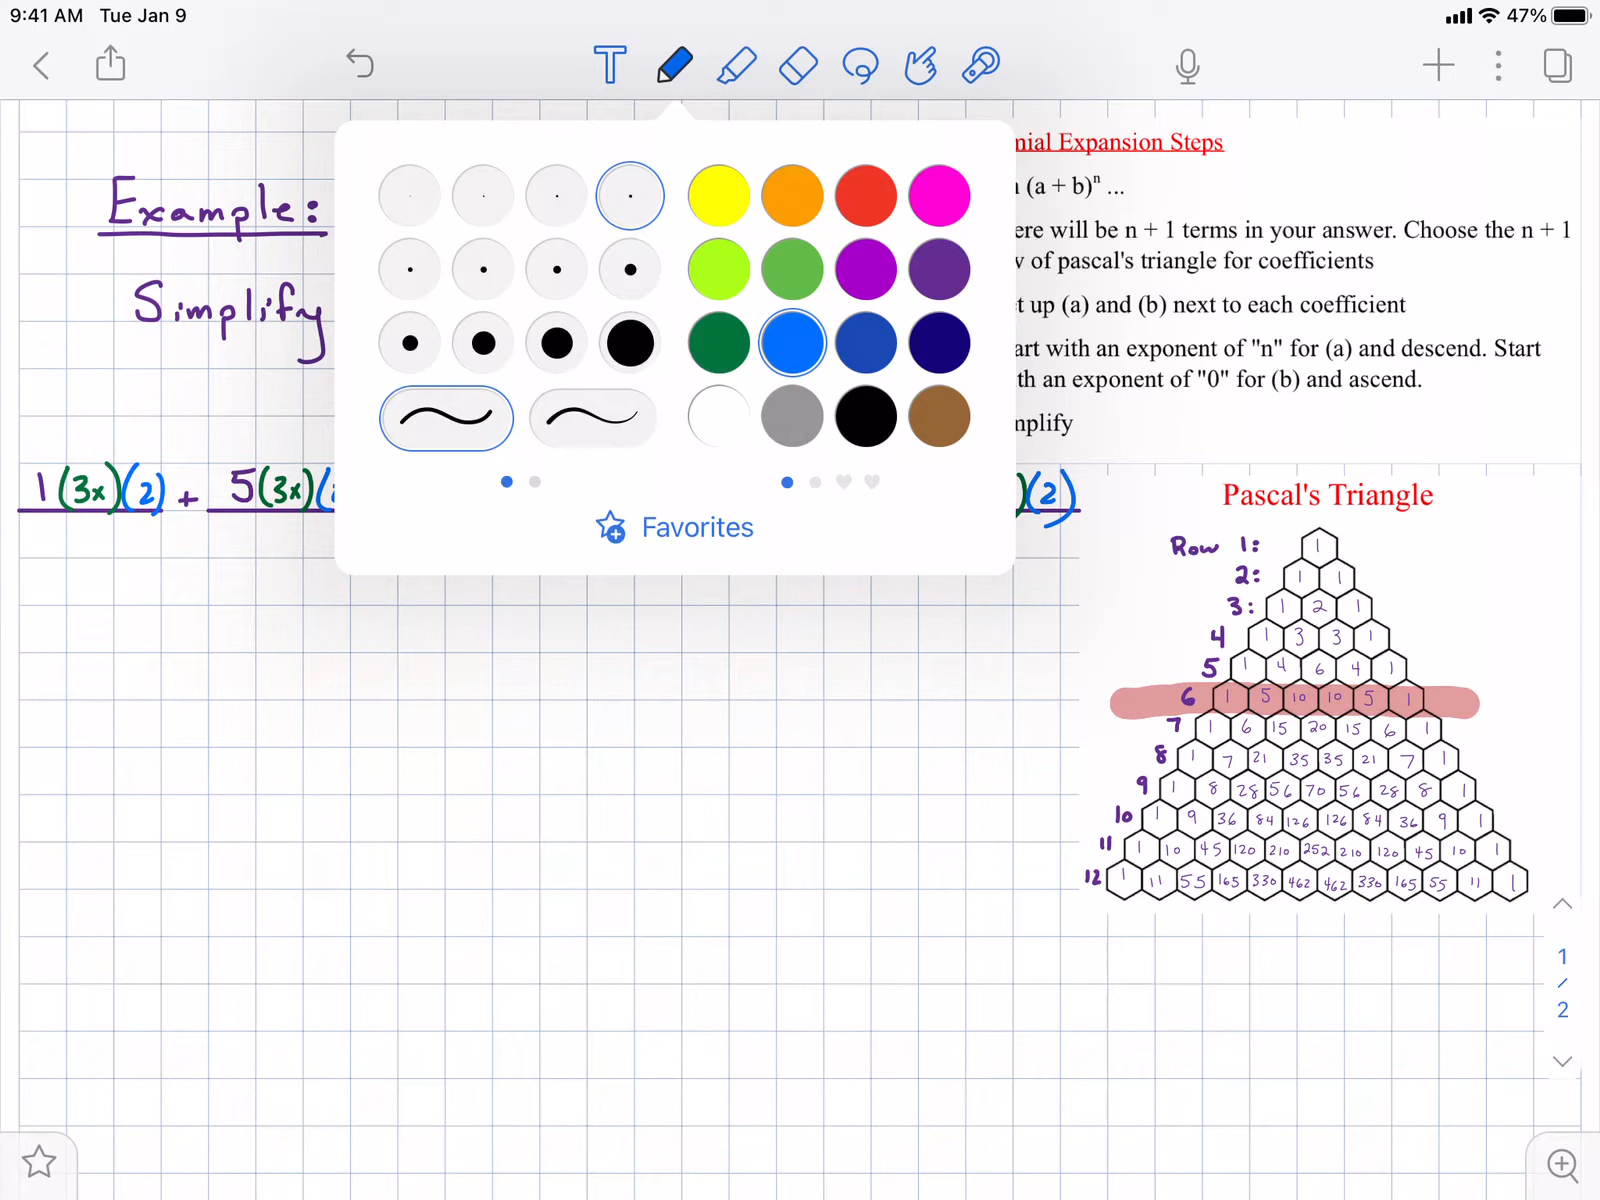 9:41 AM Tue Jan 9
47%
T
Example:
Simplify
mial Expansion Steps
(a + b)ⁿ ...
ere will be n + 1 terms in your answer. Choose the n + 1
of pascal's triangle for coefficients
t up (a) and (b) next to each coefficient
art with an exponent of "n" for (a) and descend. Start
th an exponent of "0" for (b) and ascend.
mplify
1(3x)(2) + 5(3x)(
)(2)
Favorites
Pascal's Triangle
Row 1: 1
2: 1 1
3: 1 2 1
4 1 3 3 1
5 1 4 6 4 1
6 1 5 10 10 5 1
7 1 6 15 20 15 6 1
8 1 7 21 35 35 21 7 1
9 1 8 28 56 70 56 28 8 1
10 1 9 36 84 126 126 84 36 9 1
11 1 10 45 120 210 252 210 120 45 10 1
12 1 11 55 165 330 462 462 330 165 55 11 1
1
/
2